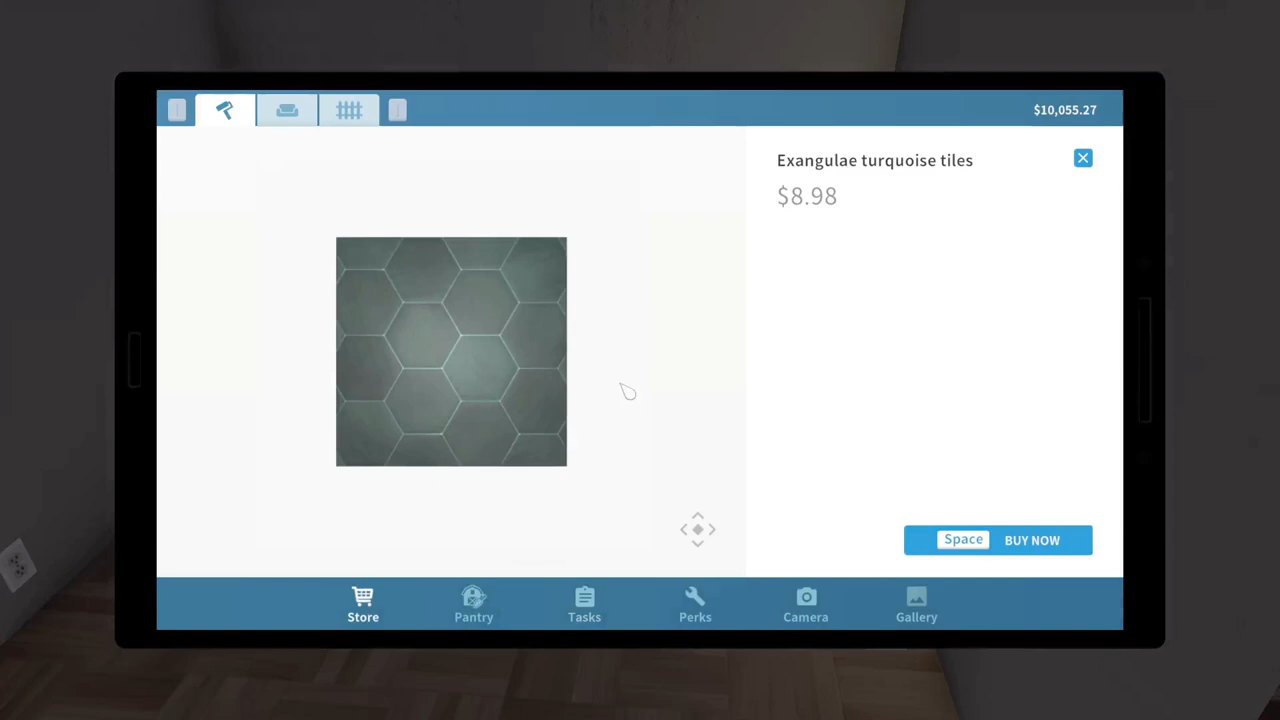 $10,055.27
Exangulae turquoise tiles
$8.98
Space BUY NOW
Store Pantry Tasks Perks Camera Gallery